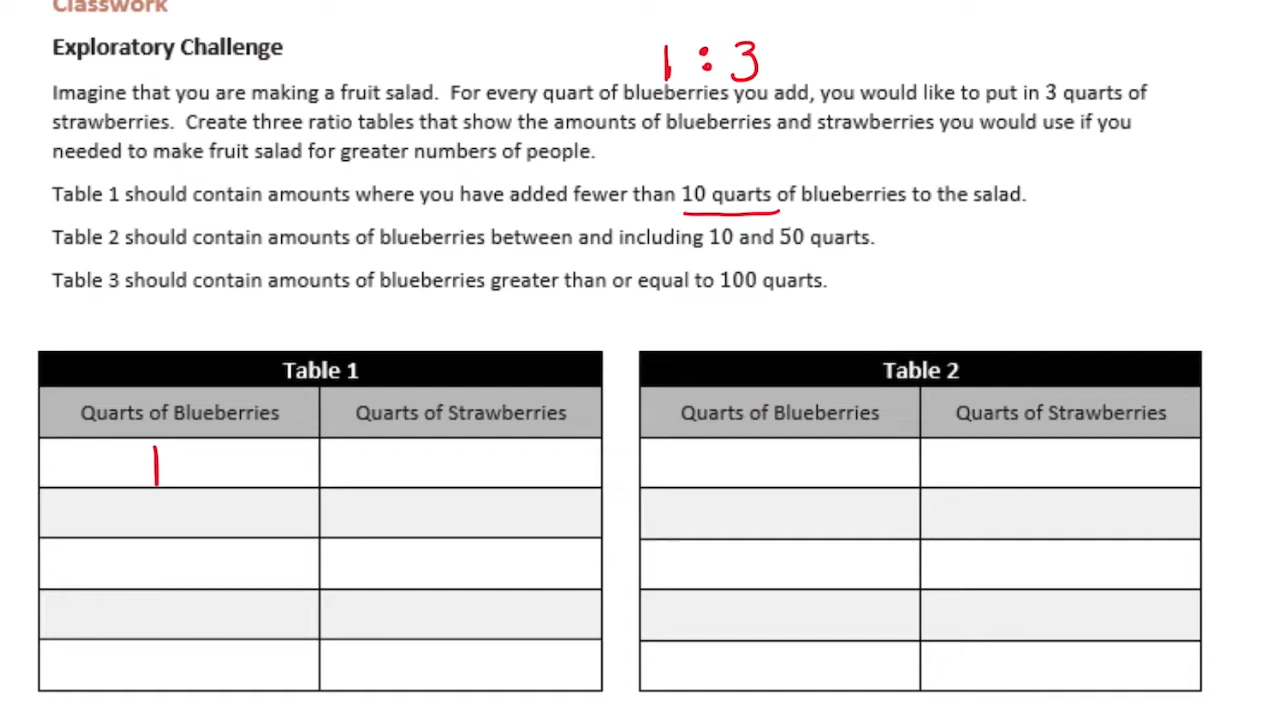 Classwork
Exploratory Challenge
1 : 3
Imagine that you are making a fruit salad. For every quart of blueberries you add, you would like to put in 3 quarts of
strawberries. Create three ratio tables that show the amounts of blueberries and strawberries you would use if you
needed to make fruit salad for greater numbers of people.
Table 1 should contain amounts where you have added fewer than 10 quarts of blueberries to the salad.
Table 2 should contain amounts of blueberries between and including 10 and 50 quarts.
Table 3 should contain amounts of blueberries greater than or equal to 100 quarts.
Table 1
Quarts of Blueberries Quarts of Strawberries
1
Table 2
Quarts of Blueberries Quarts of Strawberries